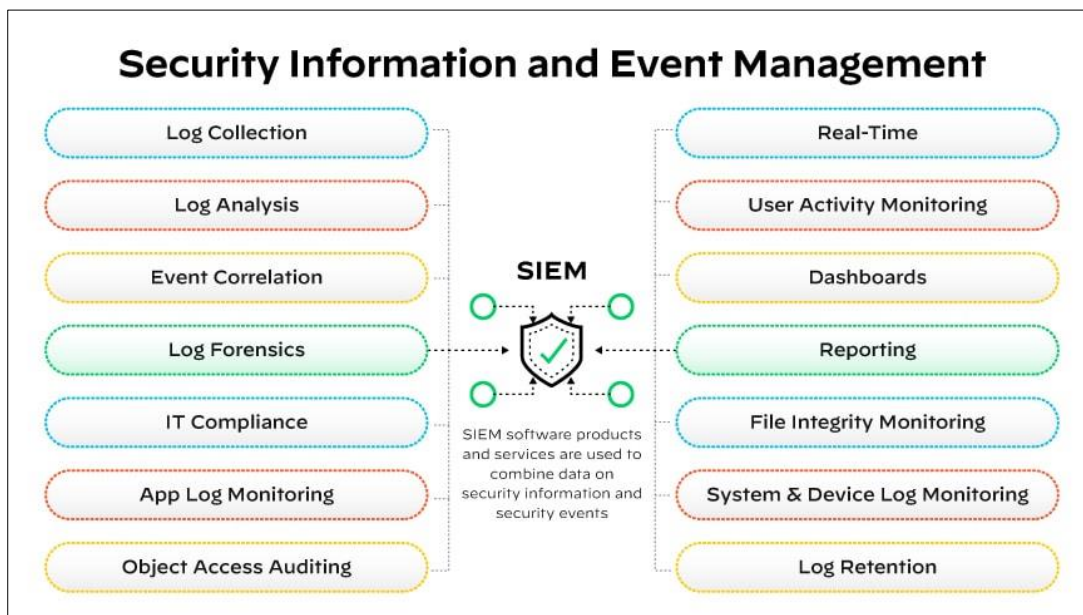 Security Information and Event Management
Log Collection
Log Analysis
Event Correlation
Log Forensics
IT Compliance
App Log Monitoring
Object Access Auditing
SIEM
SIEM software products
and services are used to
combine data on
security information and
security events
Real-Time
User Activity Monitoring
Dashboards
Reporting
File Integrity Monitoring
System & Device Log Monitoring
Log Retention